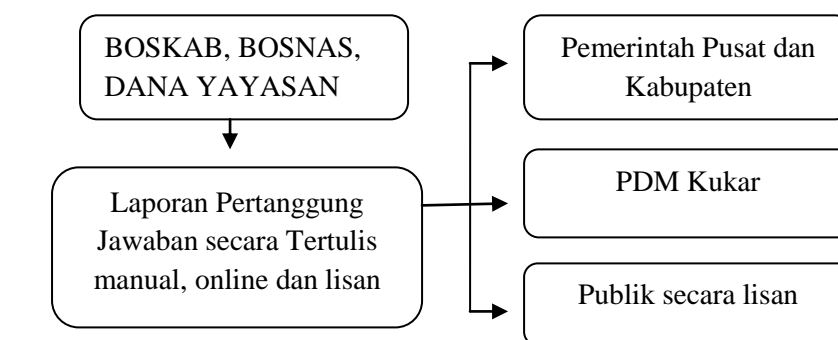 BOSKAB, BOSNAS,
DANA YAYASAN
Laporan Pertanggung
Jawaban secara Tertulis
manual, online dan lisan
Pemerintah Pusat dan
Kabupaten
PDM Kukar
Publik secara lisan